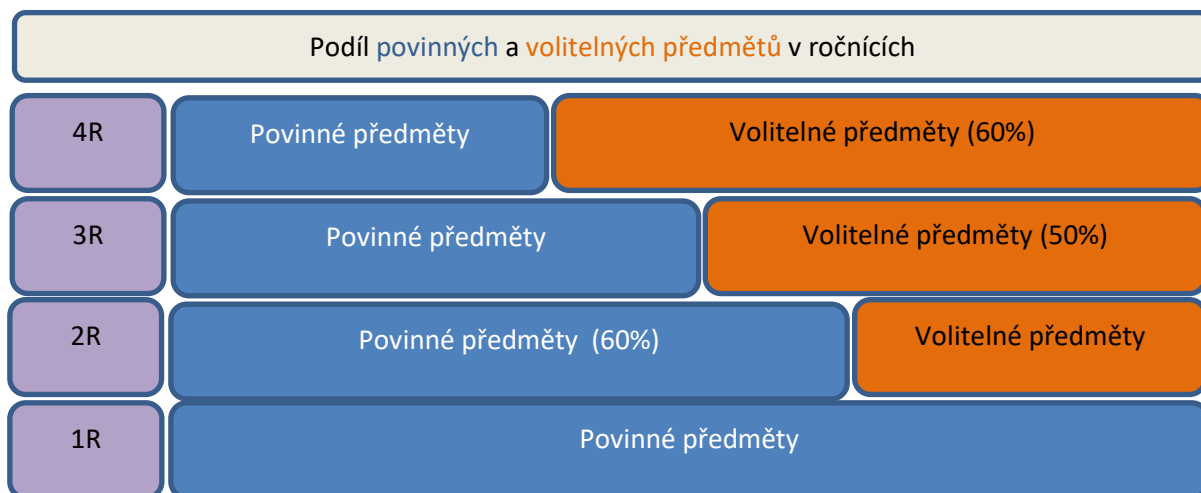 Podíl povinných a volitelných předmětů v ročnících
4R Povinné předměty Volitelné předměty (60%)
3R Povinné předměty Volitelné předměty (50%)
2R Povinné předměty (60%) Volitelné předměty
1R Povinné předměty